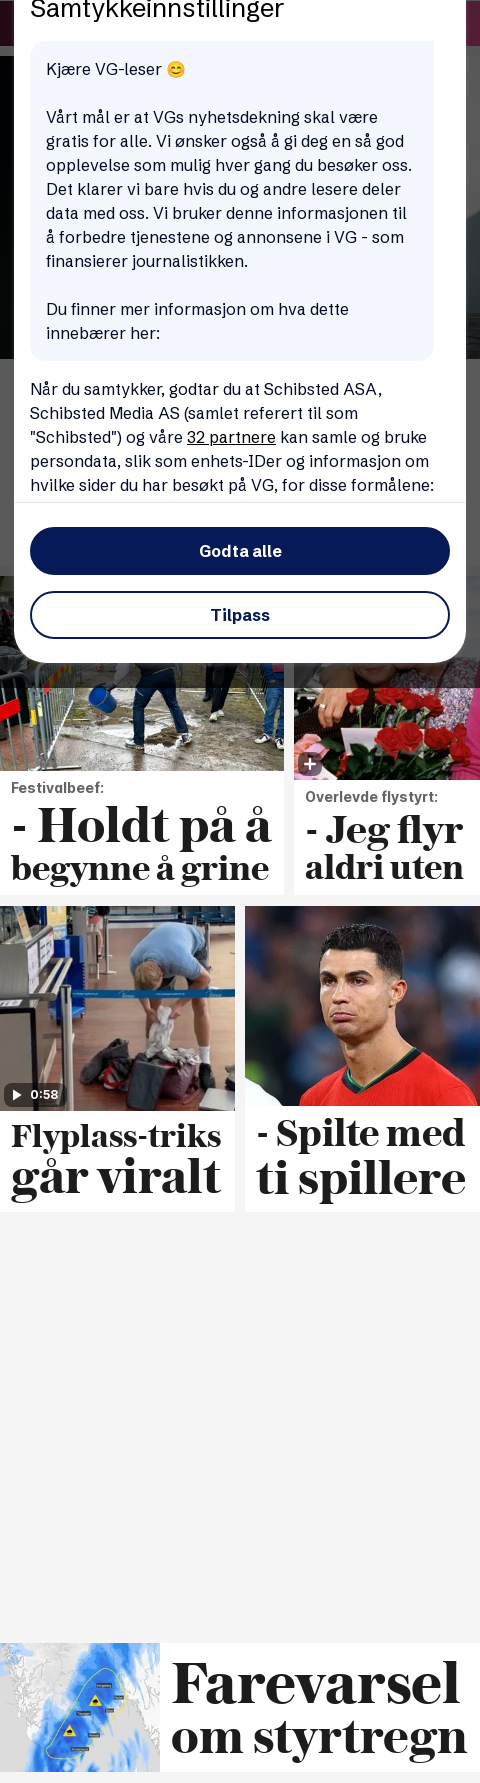 Samtykkeinnstillinger
Kjære VG-leser 😊
Vårt mål er at VGs nyhetsdekning skal være
gratis for alle. Vi ønsker også å gi deg en så god
opplevelse som mulig hver gang du besøker oss.
Det klarer vi bare hvis du og andre lesere deler
data med oss. Vi bruker denne informasjonen til
å forbedre tjenestene og annonsene i VG - som
finansierer journalistikken.
Du finner mer informasjon om hva dette
innebærer her:
Når du samtykker, godtar du at Schibsted ASA,
Schibsted Media AS (samlet referert til som
"Schibsted") og våre 32 partnere kan samle og bruke
persondata, slik som enhets-IDer og informasjon om
hvilke sider du har besøkt på VG, for disse formålene:
Godta alle
Tilpass
Festivalbeef:
- Holdt på å
begynne å grine
Overlevde flystyrt:
- Jeg flyr
aldri uten
0:58
Flyplass-triks
går viralt
- Spilte med
ti spillere
Farevarsel
om styrtregn